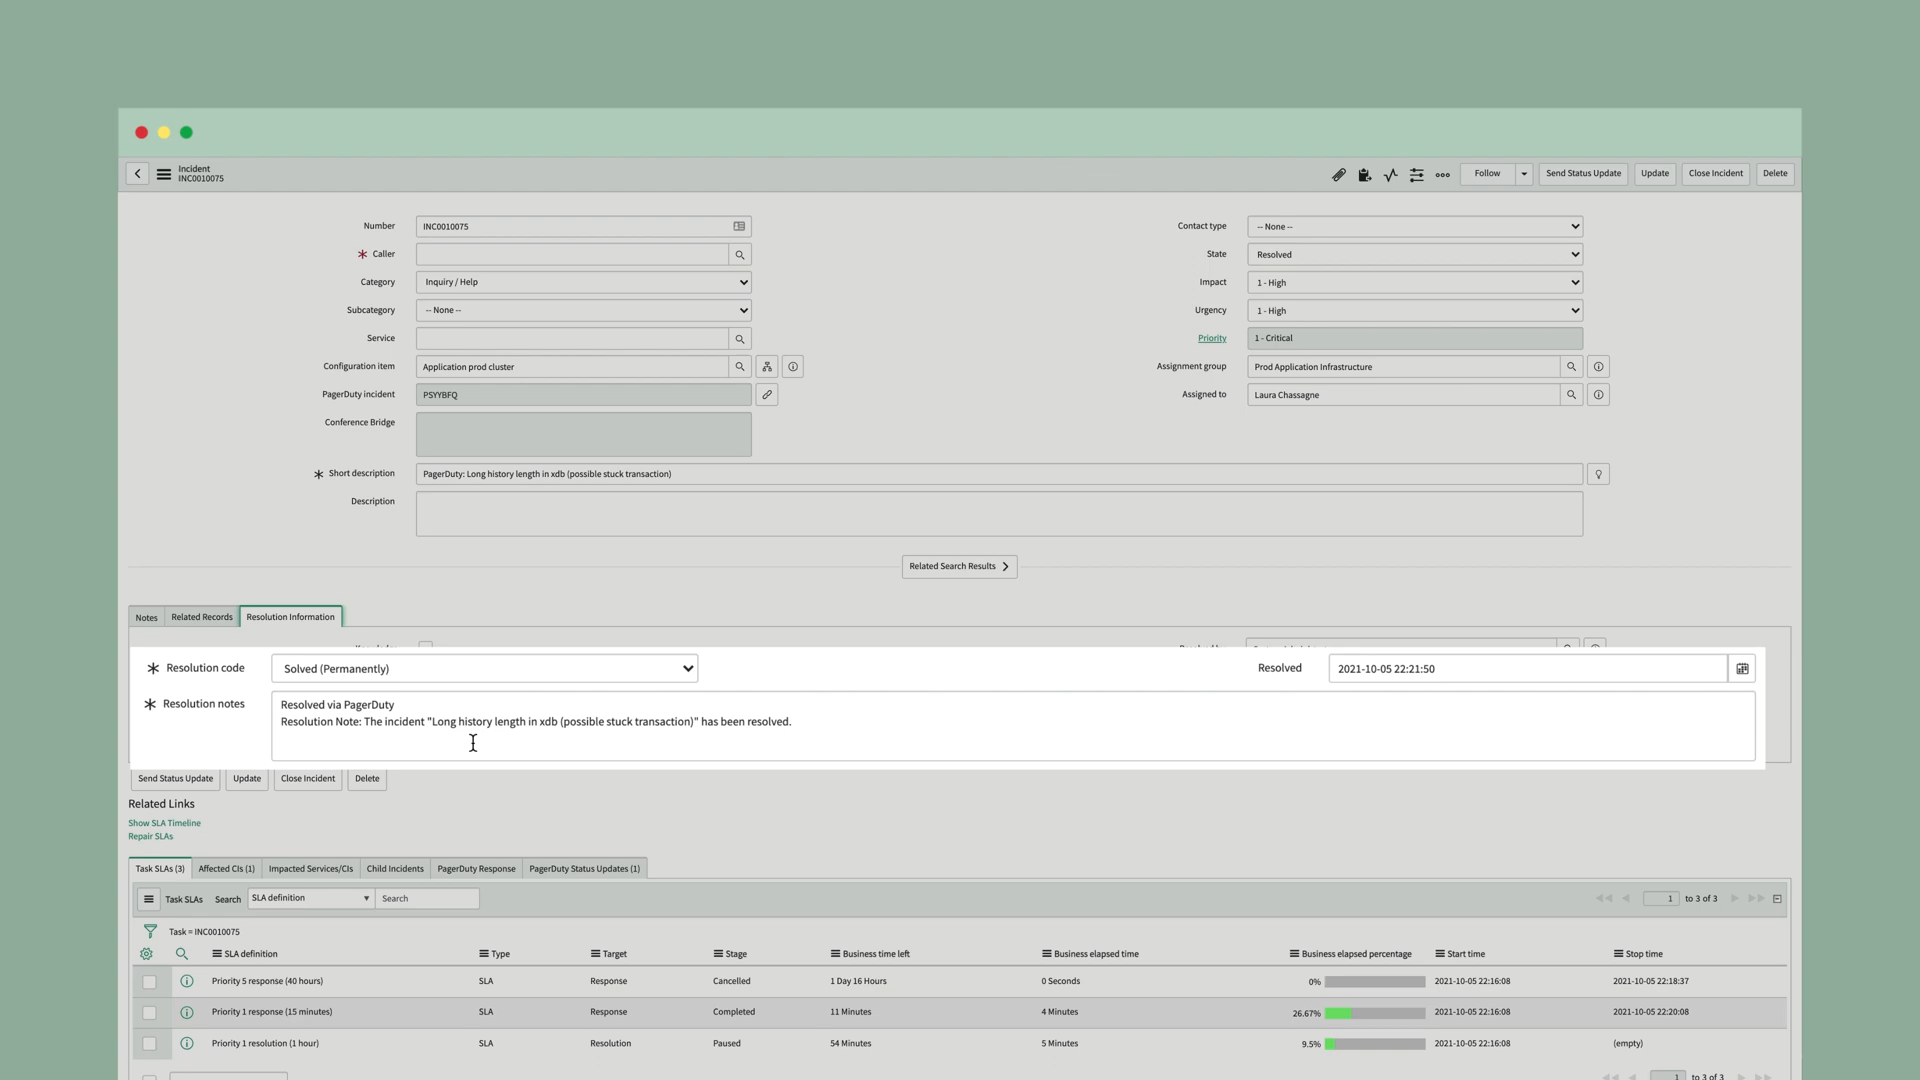 Incident
INC0010075
Follow
Send Status Update
Update
Close Incident
Delete
Number
INC0010075
Contact type
-- None --
Caller
State
Resolved
Category
Inquiry / Help
Impact
1 - High
Subcategory
-- None --
Urgency
1 - High
Service
Priority
1 - Critical
Configuration item
Application prod cluster
Assignment group
Prod Application Infrastructure
PagerDuty incident
PSYYBFQ
Assigned to
Laura Chassagne
Conference Bridge
Short description
PagerDuty: Long history length in xdb (possible stuck transaction)
Description
Related Search Results
Notes
Related Records
Resolution Information
Resolution code
Solved (Permanently)
Resolved
2021-10-05 22:21:50
Resolution notes
Resolved via PagerDuty
Resolution Note: The incident "Long history length in xdb (possible stuck transaction)" has been resolved.
Send Status Update
Update
Close Incident
Delete
Related Links
Show SLA Timeline
Repair SLAs
Task SLAs (3)
Affected CIs (1)
Impacted Services/CIs
Child Incidents
PagerDuty Response
PagerDuty Status Updates (1)
Task SLAs
Search
SLA definition
Search
1 to 3 of 3
Task = INC0010075
SLA definition
Type
Target
Stage
Business time left
Business elapsed time
Business elapsed percentage
Start time
Stop time
Priority 5 response (40 hours)
SLA
Response
Cancelled
1 Day 16 Hours
0 Seconds
0%
2021-10-05 22:16:08
2021-10-05 22:18:37
Priority 1 response (15 minutes)
SLA
Response
Completed
11 Minutes
4 Minutes
26.67%
2021-10-05 22:16:08
2021-10-05 22:20:08
Priority 1 resolution (1 hour)
SLA
Resolution
Paused
54 Minutes
5 Minutes
9.5%
2021-10-05 22:16:08
(empty)
1 to 3 of 3